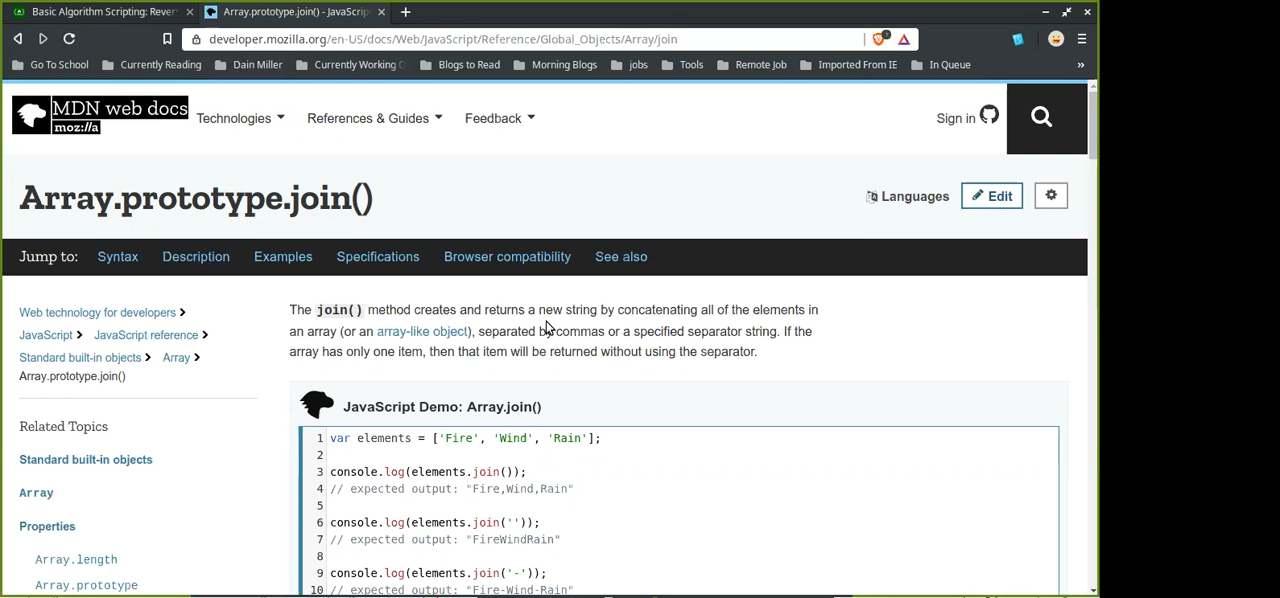 Basic Algorithm Scripting: Rever
Array.prototype.join() - JavaScrip
developer.mozilla.org/en-US/docs/Web/JavaScript/Reference/Global_Objects/Array/join
1
Go To School
Currently Reading
Dain Miller
Currently Working
Blogs to Read
Morning Blogs
jobs
Tools
Remote Job
Imported From IE
In Queue
»
MDN web docs
moz://a
Technologies
References & Guides
Feedback
Sign in
Array.prototype.join()
Languages
Edit
Jump to:
Syntax
Description
Examples
Specifications
Browser compatibility
See also
Web technology for developers
JavaScript
JavaScript reference
Standard built-in objects
Array
Array.prototype.join()
Related Topics
Standard built-in objects
Array
Properties
Array.length
Array.prototype
The join() method creates and returns a new string by concatenating all of the elements in
an array (or an array-like object), separated by commas or a specified separator string. If the
array has only one item, then that item will be returned without using the separator.
JavaScript Demo: Array.join()
1 var elements = ['Fire', 'Wind', 'Rain'];
2
3 console.log(elements.join());
4 // expected output: "Fire,Wind,Rain"
5
6 console.log(elements.join(''));
7 // expected output: "FireWindRain"
8
9 console.log(elements.join('-'));
10 // expected output: "Fire-Wind-Rain"